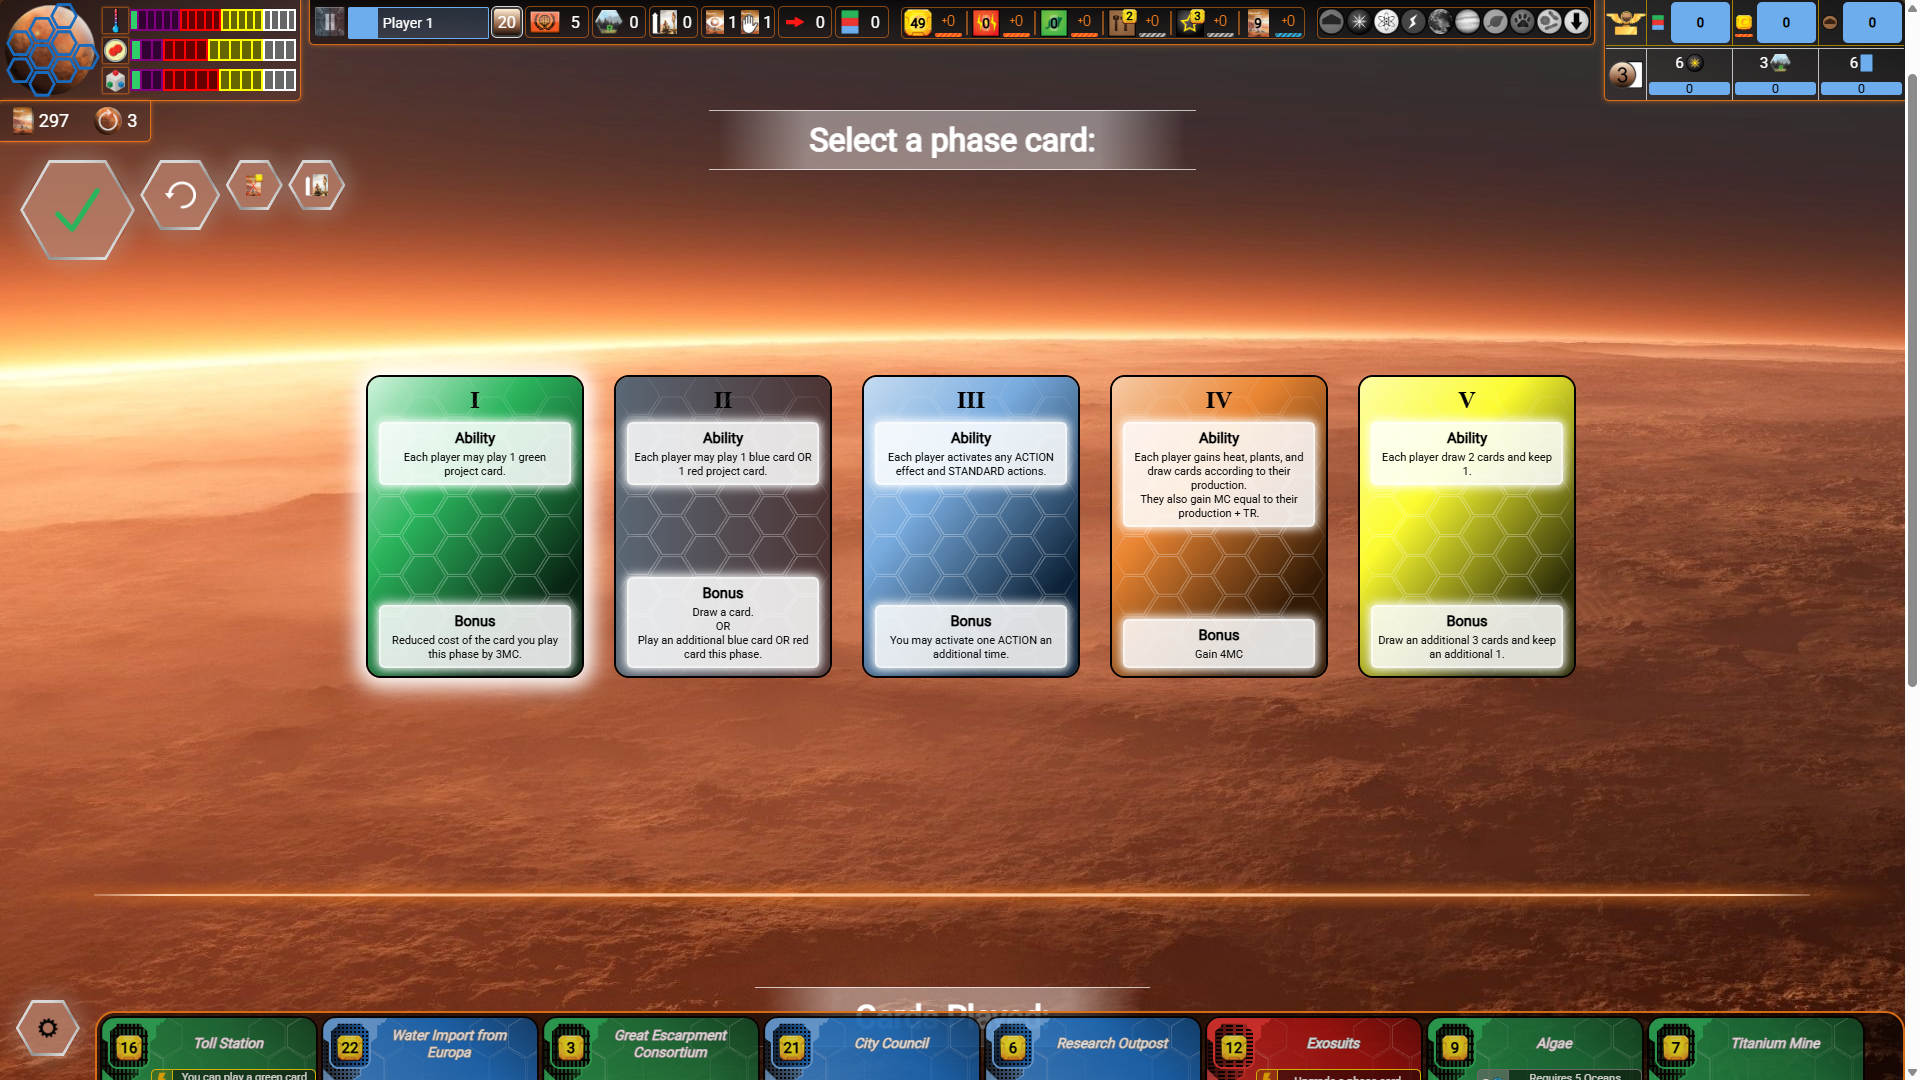 Player 1
20
5
0
0
1
1
0
0
49
+0
0
+0
0
+0
2
+0
3
+0
9
+0
0
0
0
3
6
3
6
0
0
0
297
3
Select a phase card:
I
Ability
Each player may play 1 green
project card.
Bonus
Reduced cost of the card you play
this phase by 3MC.
II
Ability
Each player may play 1 blue card OR
1 red project card.
Bonus
Draw a card.
OR
Play an additional blue card OR red
card this phase.
III
Ability
Each player activates any ACTION
effect and STANDARD actions.
Bonus
You may activate one ACTION an
additional time.
IV
Ability
Each player gains heat, plants, and
draw cards according to their
production.
They also gain MC equal to their
production + TR.
Bonus
Gain 4MC
V
Ability
Each player draw 2 cards and keep
1.
Bonus
Draw an additional 3 cards and keep
an additional 1.
Cards Played:
16
Toll Station
You can play a green card
22
Water Import from
Europa
3
Great Escarpment
Consortium
21
City Council
6
Research Outpost
12
Exosuits
Upgrade a phase card
9
Algae
Requires 5 Oceans
7
Titanium Mine